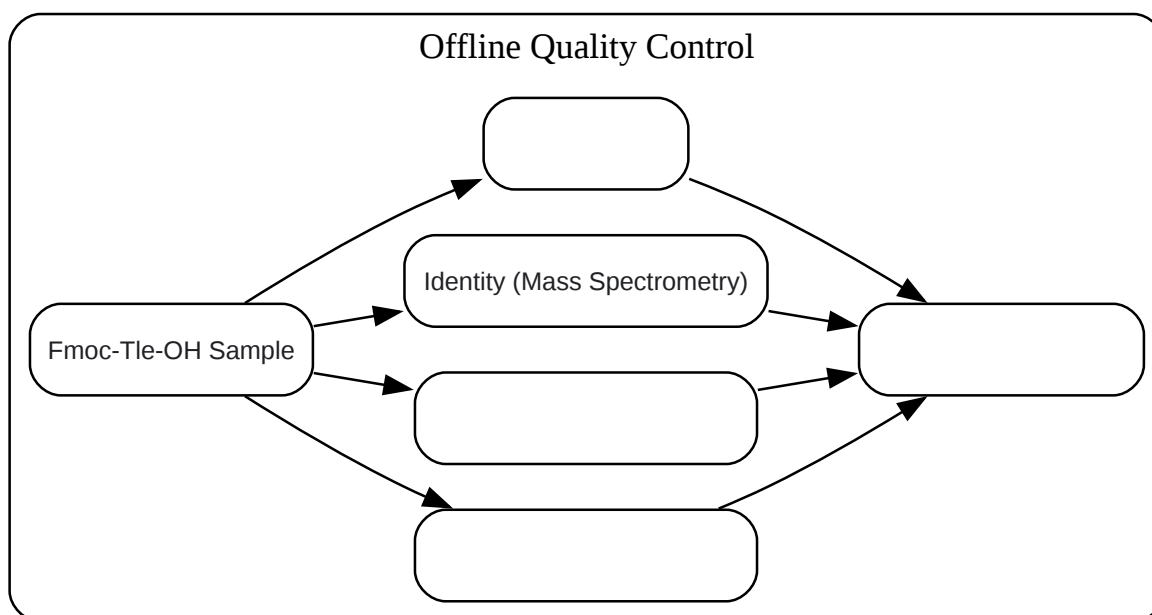 Offline Quality Control
Identity (Mass Spectrometry)
Fmoc-Tle-OH Sample